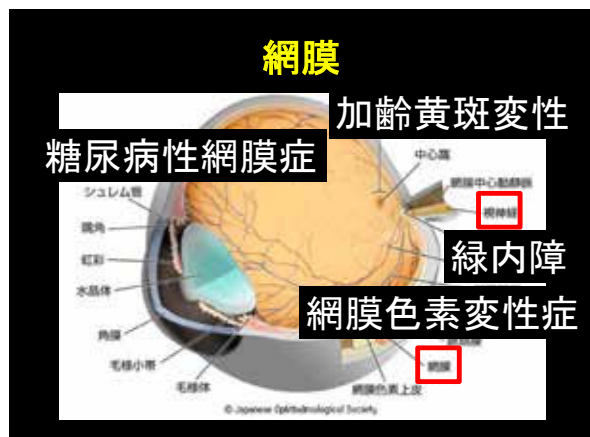 網膜
加齢黄斑変性
糖尿病性網膜症
中心窩
網膜中心動静脈
シュレム管
視神経
隅角
緑内障
虹彩
水晶体
網膜色素変性症
角膜
毛様小帯
網膜
毛様体
網膜色素上皮
© Japanese Ophthalmological Society